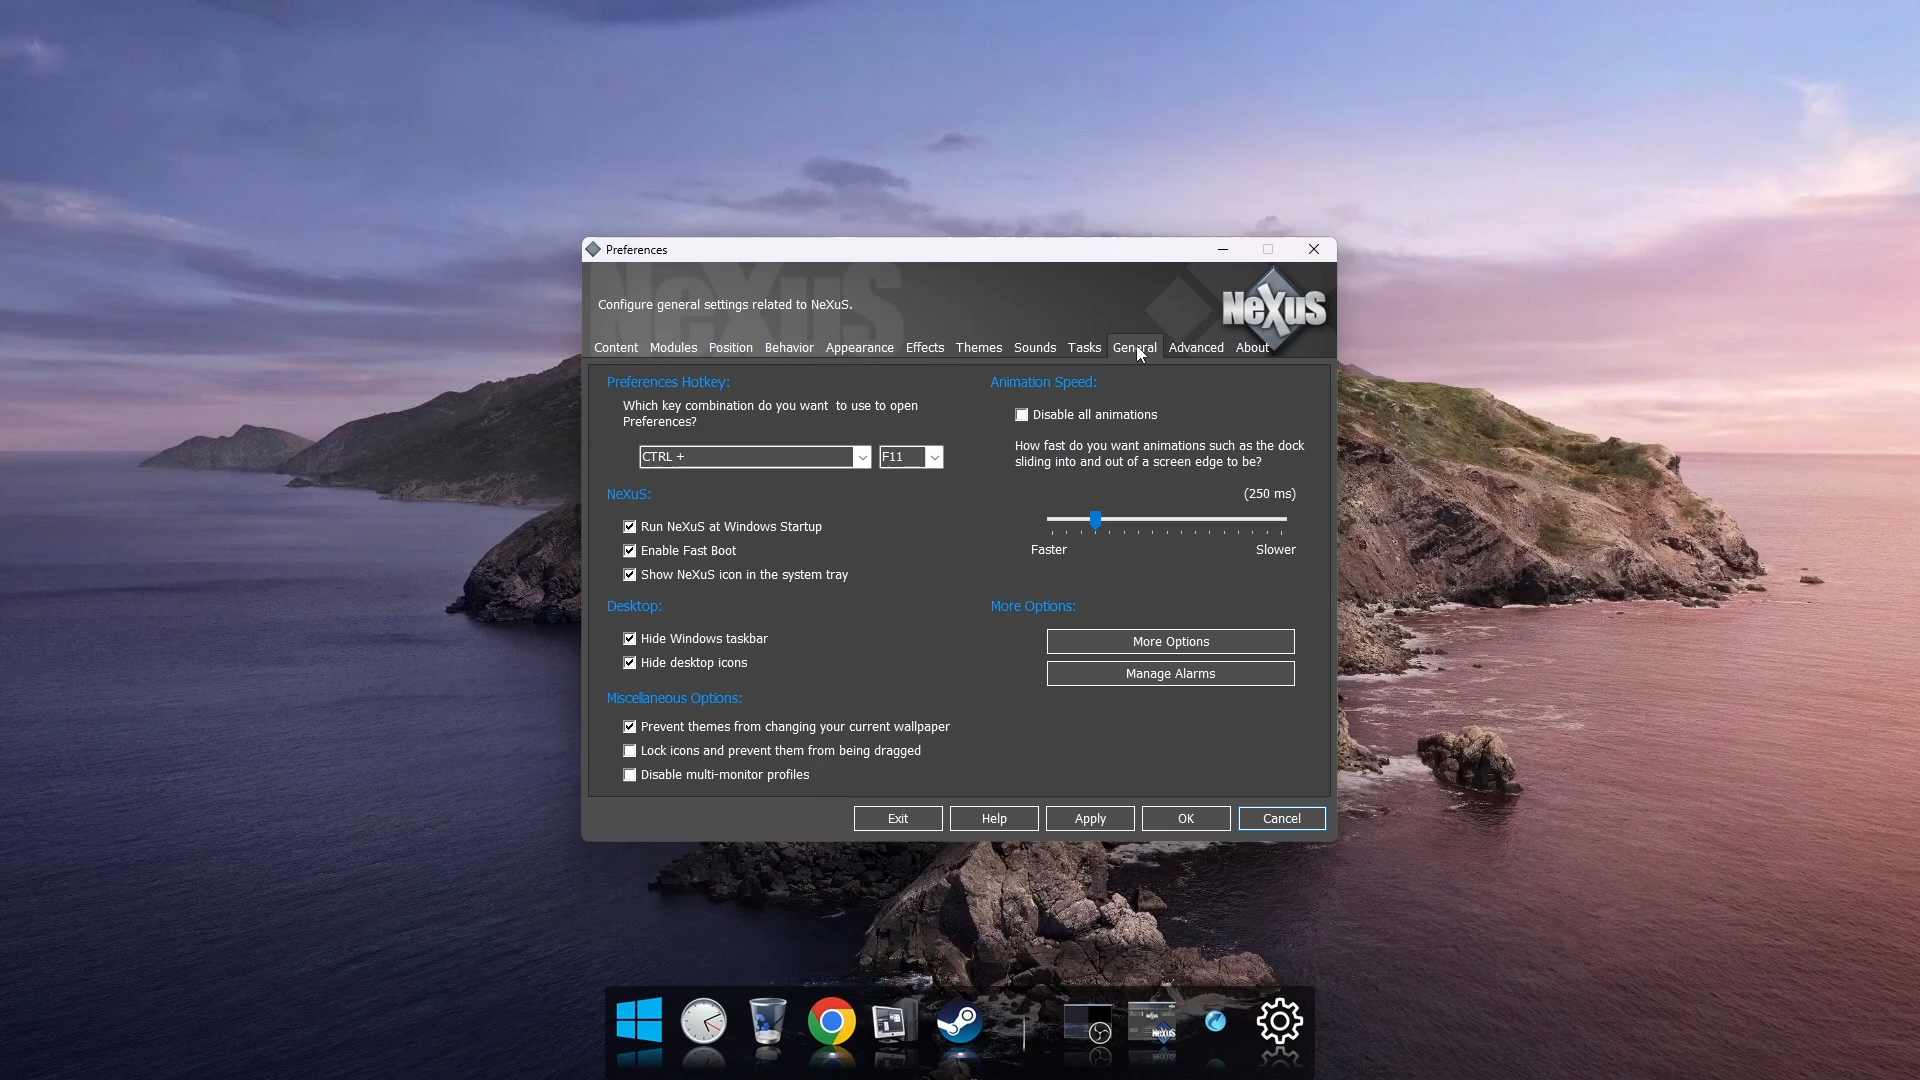 Preferences
Configure general settings related to NeXuS.
NeXuS
Content Modules Position Behavior Appearance Effects Themes Sounds Tasks General Advanced About
Preferences Hotkey:
Which key combination do you want to use to open
Preferences?
CTRL +
F11
NeXuS:
Run NeXuS at Windows Startup
Enable Fast Boot
Show NeXuS icon in the system tray
Desktop:
Hide Windows taskbar
Hide desktop icons
Miscellaneous Options:
Prevent themes from changing your current wallpaper
Lock icons and prevent them from being dragged
Disable multi-monitor profiles
Animation Speed:
Disable all animations
How fast do you want animations such as the dock
sliding into and out of a screen edge to be?
(250 ms)
Faster
Slower
More Options:
More Options
Manage Alarms
Exit
Help
Apply
OK
Cancel
NeXuS